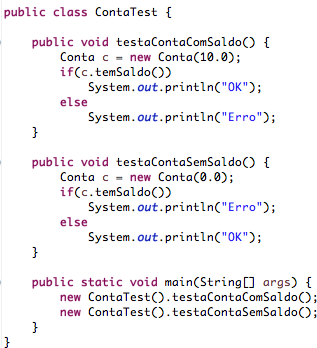 public class ContaTest {
public void testaContaComSaldo() {
Conta c = new Conta(10.0);
if(c.temSaldo())
System.out.println("OK");
else
System.out.println("Erro");
}
public void testaContaSemSaldo() {
Conta c = new Conta(0.0);
if(c.temSaldo())
System.out.println("Erro");
else
System.out.println("OK");
}
public static void main(String[] args) {
new ContaTest().testaContaComSaldo();
new ContaTest().testaContaSemSaldo();
}
}